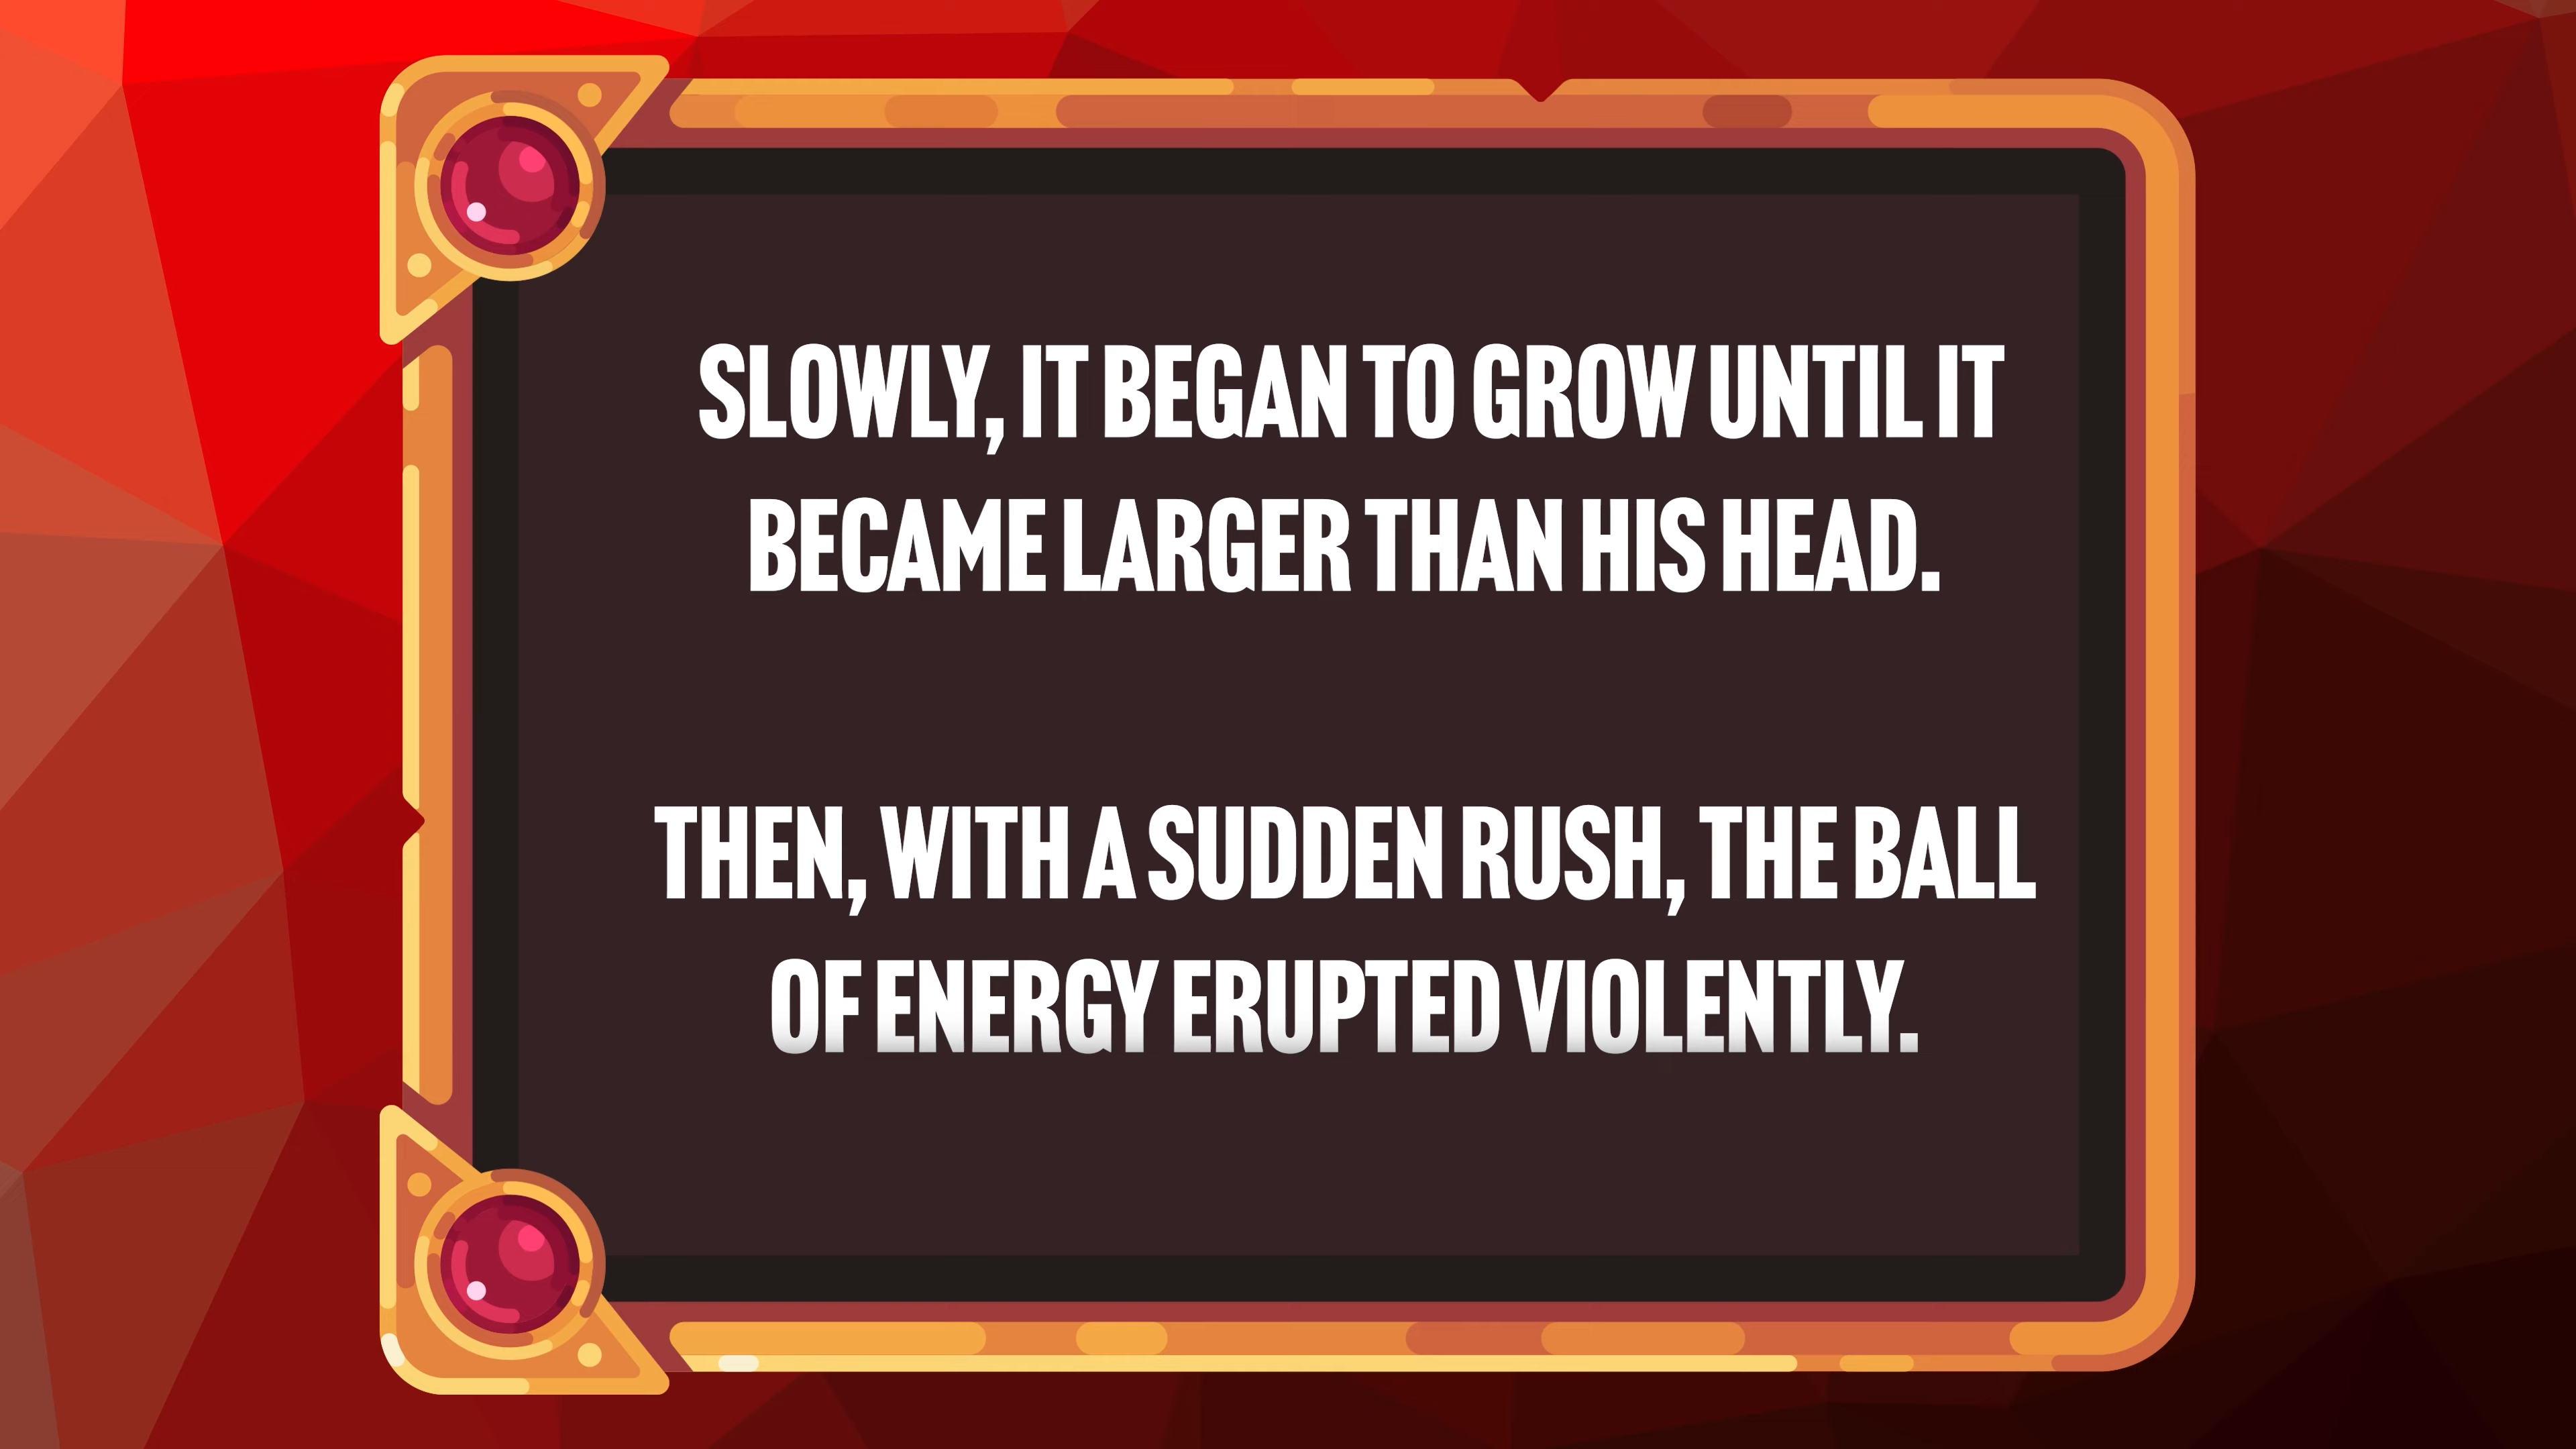 SLOWLY, IT BEGAN TO GROW UNTIL IT
BECAME LARGER THAN HIS HEAD.
THEN, WITH A SUDDEN RUSH, THE BALL
OF ENERGY ERUPTED VIOLENTLY.